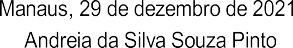 Manaus, 29 de dezembro de 2021
Andreia da Silva Souza Pinto